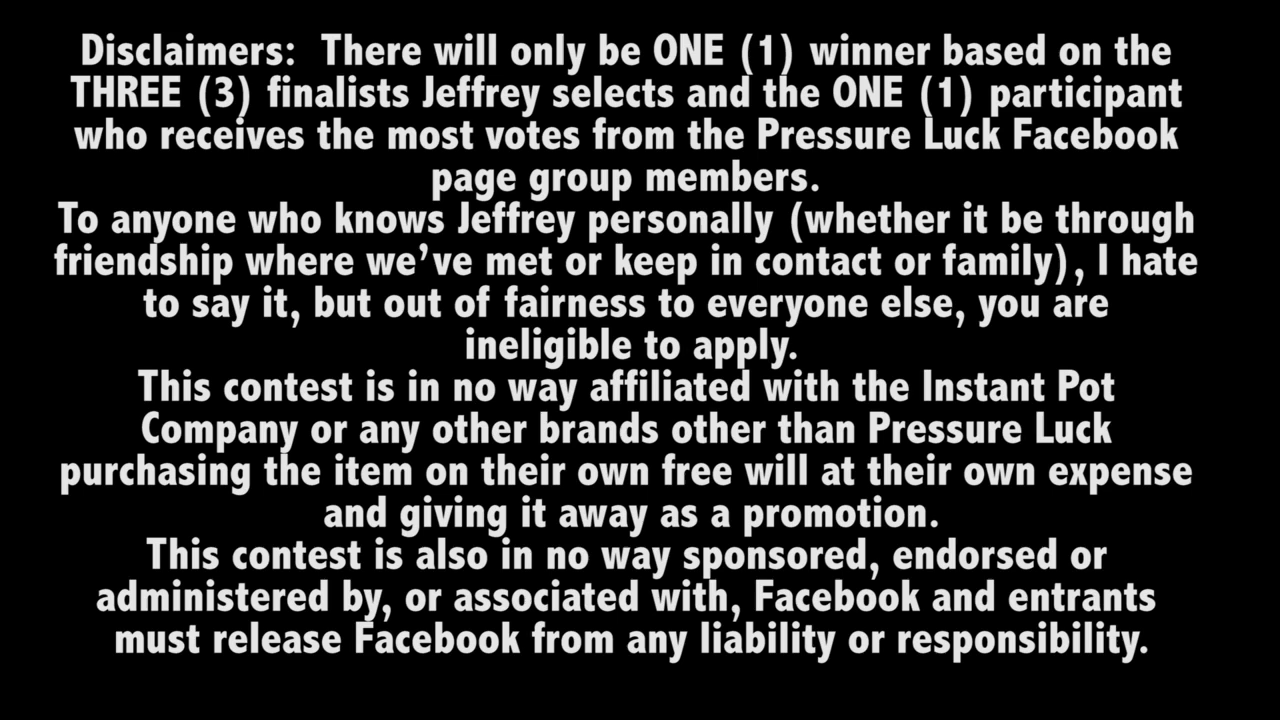 Disclaimers:  There will only be ONE (1) winner based on the
THREE (3) finalists Jeffrey selects and the ONE (1) participant
who receives the most votes from the Pressure Luck Facebook
page group members.
To anyone who knows Jeffrey personally (whether it be through
friendship where we’ve met or keep in contact or family), I hate
to say it, but out of fairness to everyone else, you are
ineligible to apply.
This contest is in no way affiliated with the Instant Pot
Company or any other brands other than Pressure Luck
purchasing the item on their own free will at their own expense
and giving it away as a promotion.
This contest is also in no way sponsored, endorsed or
administered by, or associated with, Facebook and entrants
must release Facebook from any liability or responsibility.